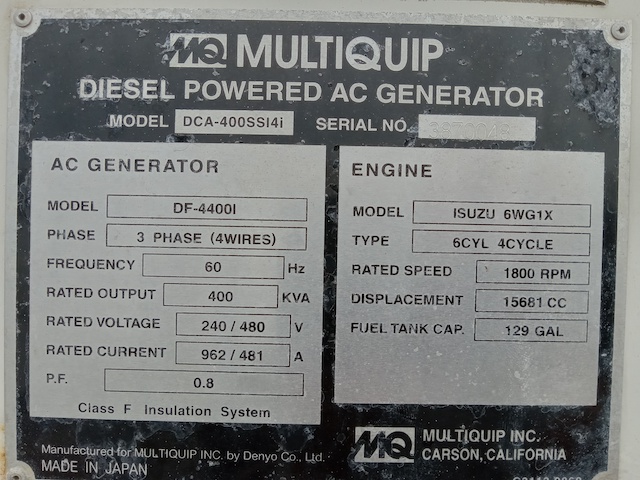 MQ MULTIQUIP
DIESEL POWERED AC GENERATOR
MODEL DCA-400SSI4i SERIAL NO.
AC GENERATOR
MODEL DF-4400I
PHASE 3 PHASE (4WIRES)
FREQUENCY 60 Hz
RATED OUTPUT 400 KVA
RATED VOLTAGE 240 / 480 V
RATED CURRENT 962 / 481 A
P.F. 0.8
Class F Insulation System
ENGINE
MODEL ISUZU 6WG1X
TYPE 6CYL 4CYCLE
RATED SPEED 1800 RPM
DISPLACEMENT 15681 CC
FUEL TANK CAP. 129 GAL
Manufactured for MULTIQUIP INC. by Denyo Co., Ltd.
MADE IN JAPAN
MQ MULTIQUIP INC.
CARSON, CALIFORNIA